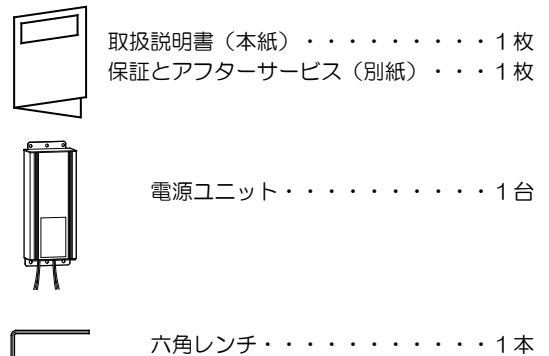 取扱説明書（本紙）・・・・・・・・・1枚
保証とアフターサービス（別紙）・・・1枚
電源ユニット・・・・・・・・・・1台
六角レンチ・・・・・・・・・・・1本